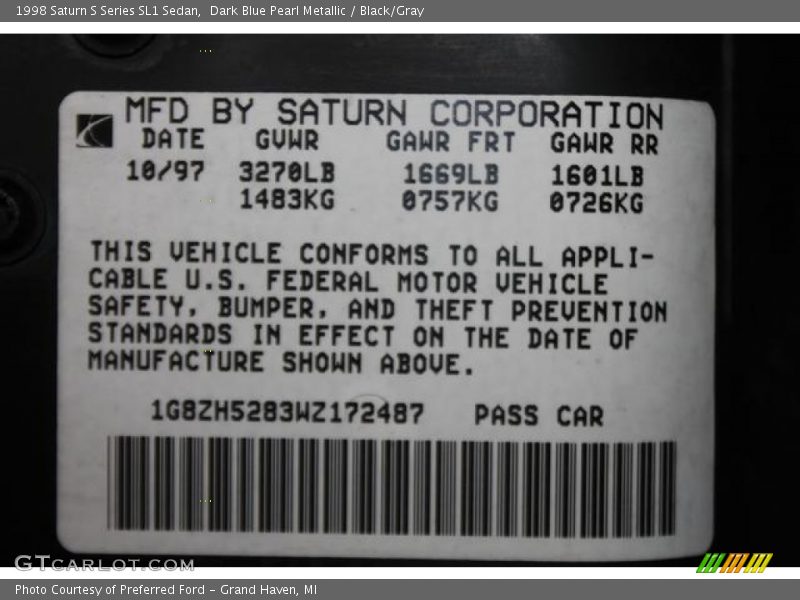 1998 Saturn S Series SL1 Sedan,  Dark Blue Pearl Metallic / Black/Gray
MFD BY SATURN CORPORATION
DATE GVWR GAWR FRT GAWR RR
10/97 3270LB 1669LB 1601LB
1483KG 0757KG 0726KG
THIS VEHICLE CONFORMS TO ALL APPLI-
CABLE U.S. FEDERAL MOTOR VEHICLE
SAFETY, BUMPER, AND THEFT PREVENTION
STANDARDS IN EFFECT ON THE DATE OF
MANUFACTURE SHOWN ABOVE.
1G8ZH5283WZ172487 PASS CAR
GTCARLOT.COM
Photo Courtesy of Preferred Ford - Grand Haven, MI